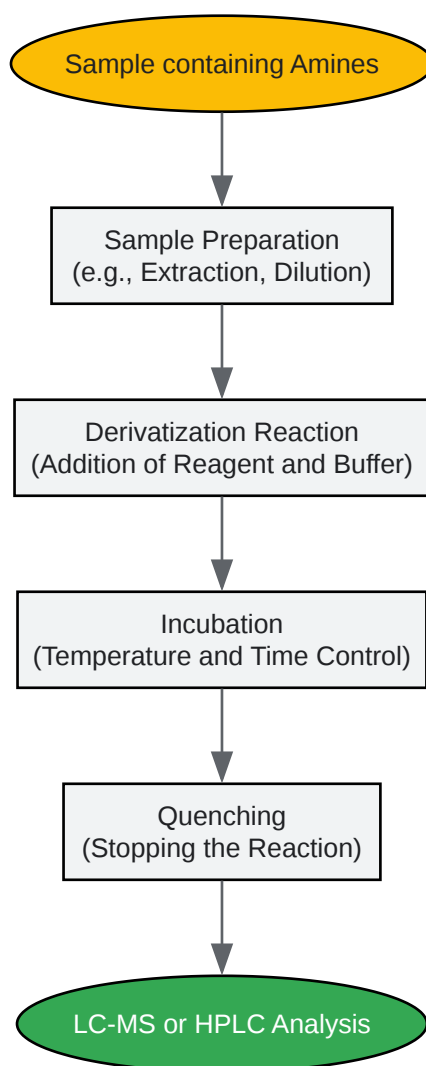 Sample containing Amines
Sample Preparation
(e.g., Extraction, Dilution)
Derivatization Reaction
(Addition of Reagent and Buffer)
Incubation
(Temperature and Time Control)
Quenching
(Stopping the Reaction)
LC-MS or HPLC Analysis